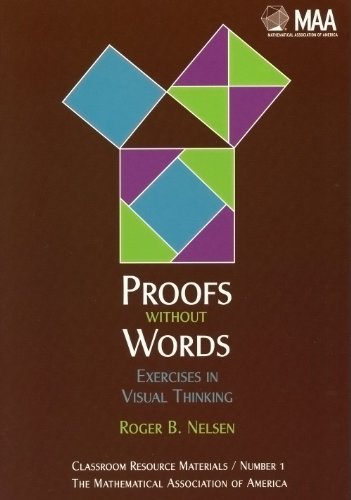 MAA
MATHEMATICAL ASSOCIATION OF AMERICA
PROOFS
WITHOUT
WORDS
EXERCISES IN
VISUAL THINKING
ROGER B. NELSEN
CLASSROOM RESOURCE MATERIALS / NUMBER 1
THE MATHEMATICAL ASSOCIATION OF AMERICA